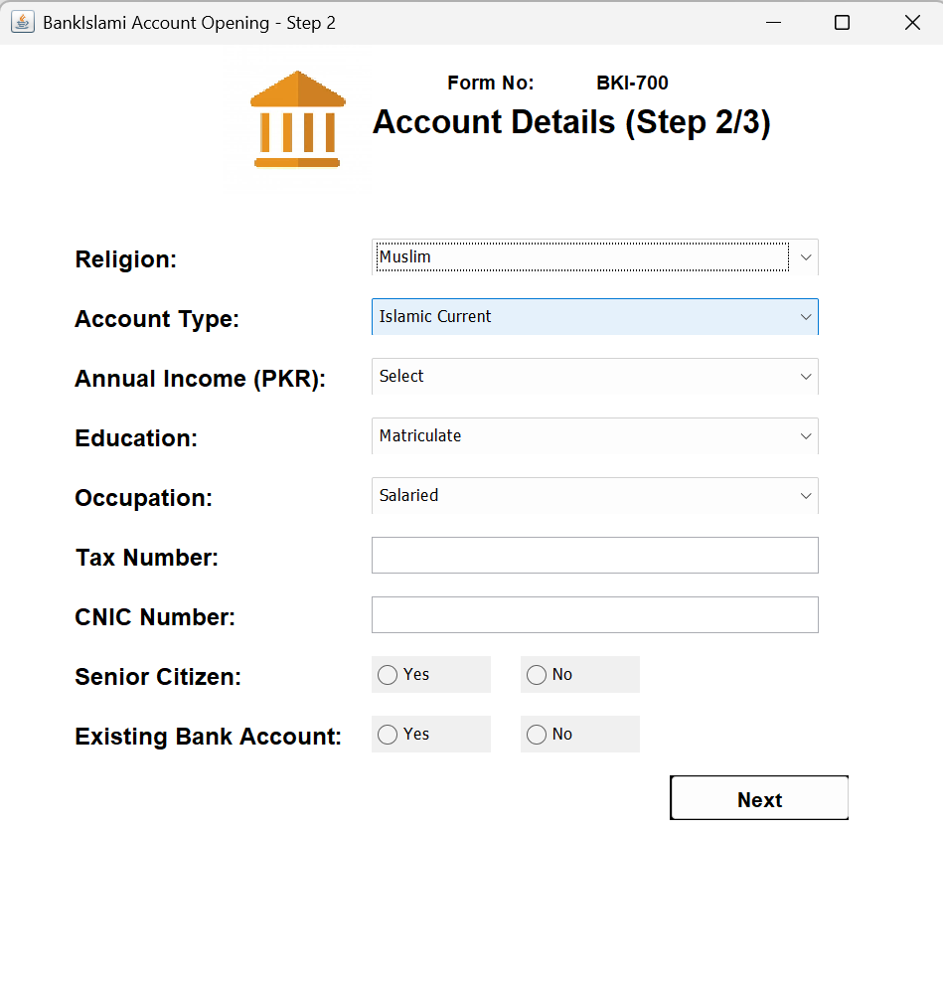 BankIslami Account Opening - Step 2
Form No: BKI-700
Account Details (Step 2/3)
Religion: Muslim
Account Type: Islamic Current
Annual Income (PKR): Select
Education: Matriculate
Occupation: Salaried
Tax Number:
CNIC Number:
Senior Citizen: Yes No
Existing Bank Account: Yes No
Next